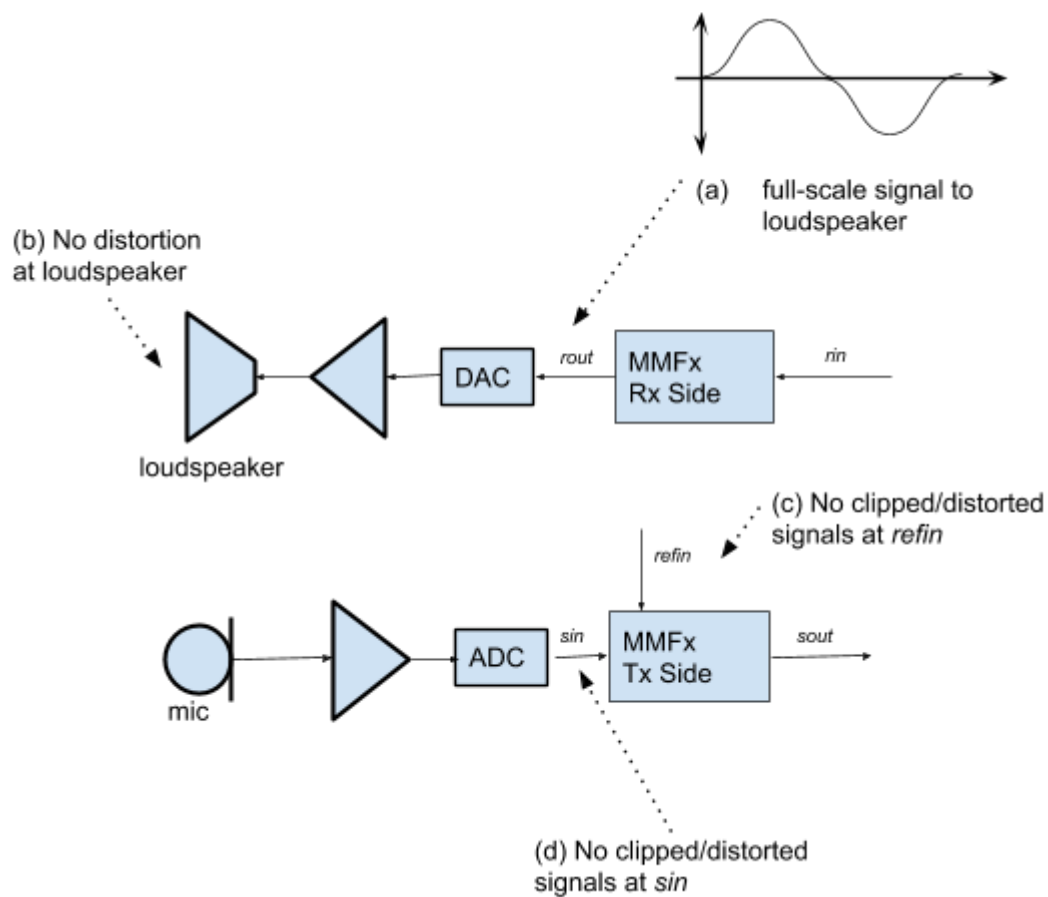 (a) full-scale signal to
loudspeaker
(b) No distortion
at loudspeaker
DAC
rout
MMFx
Rx Side
rin
loudspeaker
(c) No clipped/distorted
signals at refin
refin
mic
ADC
sin
MMFx
Tx Side
sout
(d) No clipped/distorted
signals at sin